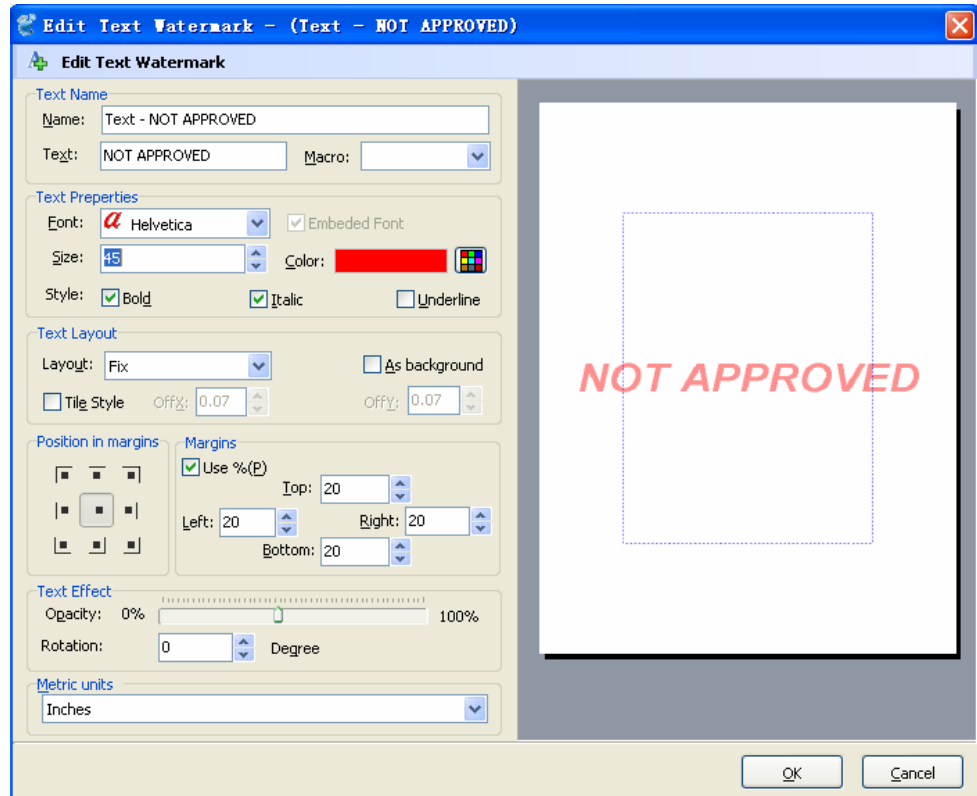 Edit Text Watermark - (Text - NOT APPROVED)
Edit Text Watermark
Text Name
Name: Text - NOT APPROVED
Text: NOT APPROVED Macro:
Text Preperties
Font: a Helvetica Embeded Font
Size: 45 Color:
Style: Bold Italic Underline
Text Layout
Layout: Fix As background
Tile Style OffX: 0.07 OffY: 0.07
Position in margins Margins
Use %(P)
Top: 20
Left: 20 Right: 20
Bottom: 20
Text Effect
Opacity: 0% 100%
Rotation: 0 Degree
Metric units
Inches
NOT APPROVED
OK Cancel